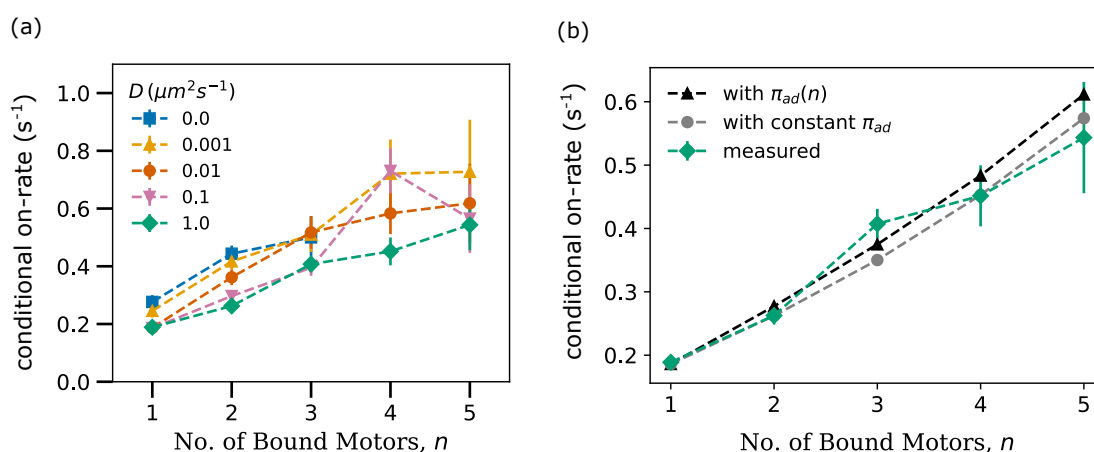 (a)
conditional on-rate (s⁻¹)
1.0
0.8
0.6
0.4
0.2
0.0
D (μm²s⁻¹)
0.0
0.001
0.01
0.1
1.0
1 2 3 4 5
No. of Bound Motors, n
(b)
conditional on-rate (s⁻¹)
0.6
0.5
0.4
0.3
0.2
with π_ad(n)
with constant π_ad
measured
1 2 3 4 5
No. of Bound Motors, n